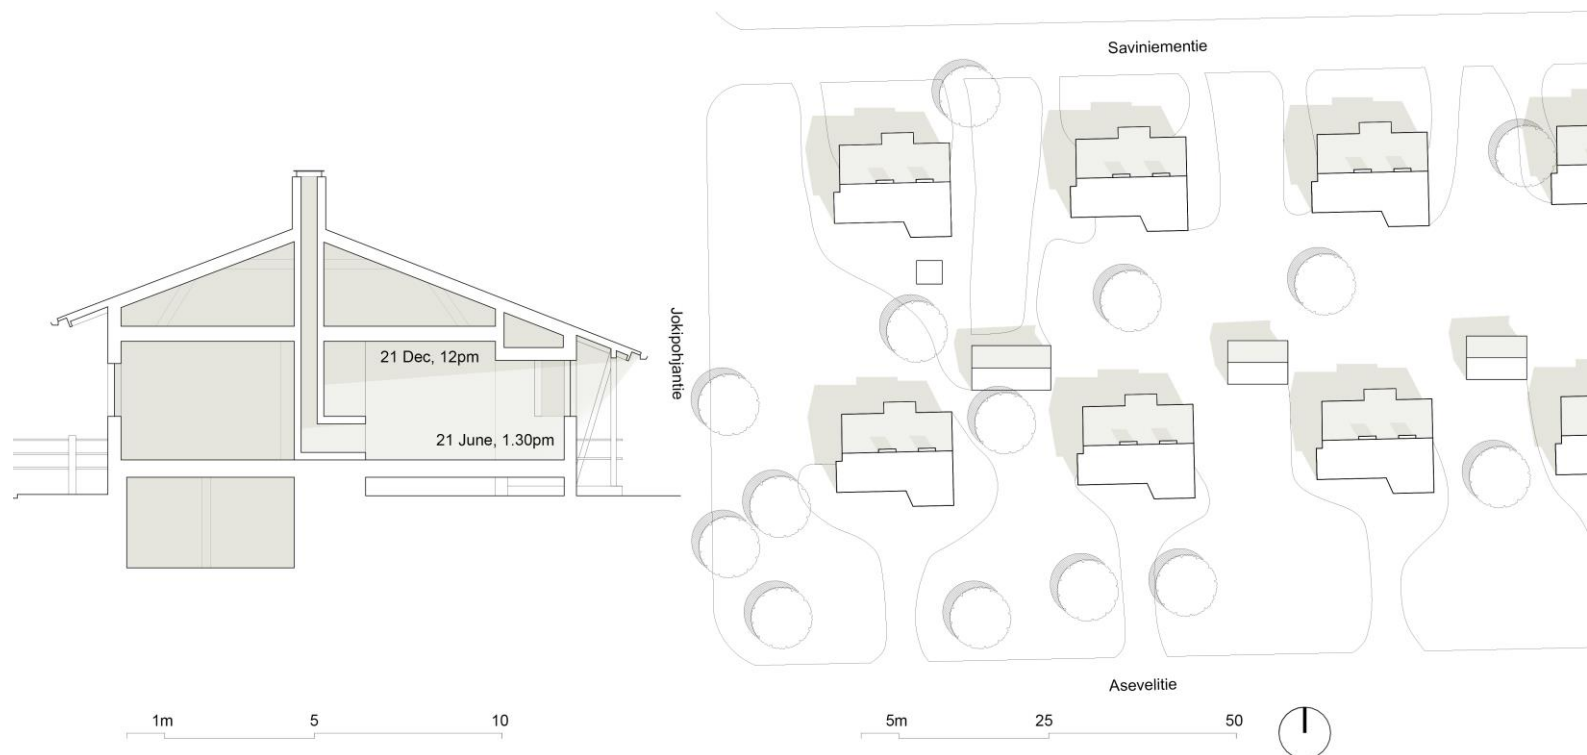 Saviniementie
Jokipohjantie
21 Dec, 12pm
21 June, 1.30pm
Asevelitie
1m 5 10
5m 25 50